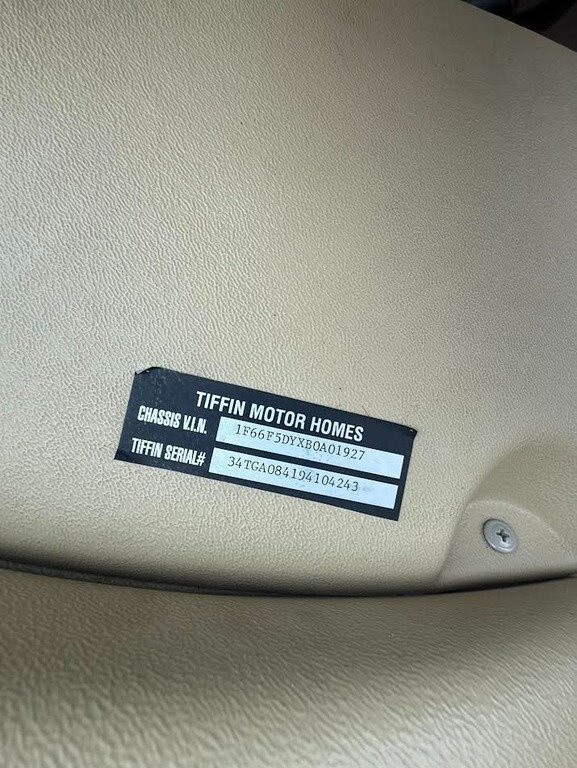 TIFFIN MOTOR HOMES
CHASSIS V.I.N. 1F66F5DYXB0A01927
TIFFIN SERIAL# 34TGA084194104243